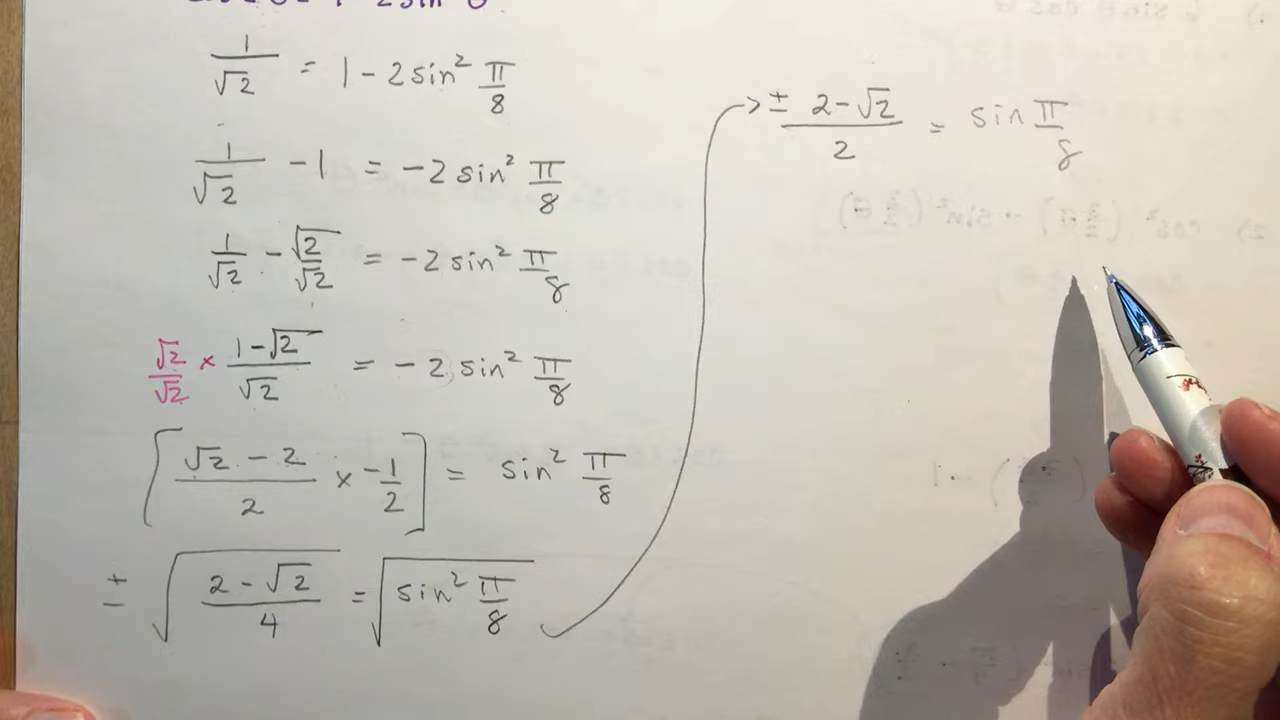 1/√2 = 1 - 2 sin² π/8
1/√2 - 1 = -2 sin² π/8
1/√2 - √2/√2 = -2 sin² π/8
√2/√2 × (1-√2)/√2 = -2 sin² π/8
[(√2 - 2)/2 × -1/2] = sin² π/8
± √((2 - √2)/4) = √(sin² π/8)
± (2-√2)/2 = sin π/8